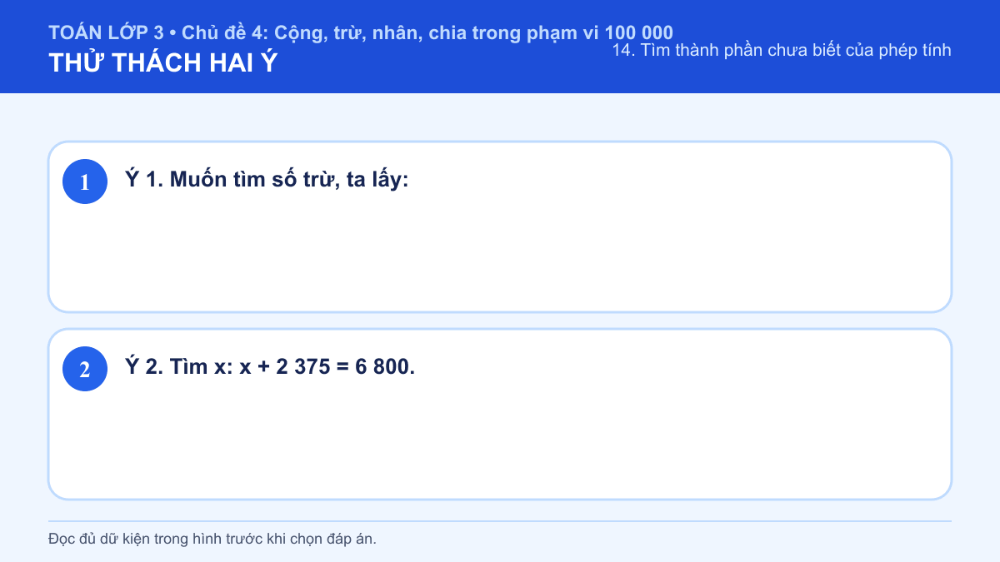 TOÁN LỚP 3 • Chủ đề 4: Cộng, trừ, nhân, chia trong phạm vi 100 000
14. Tìm thành phần chưa biết của phép tính
THỬ THÁCH HAI Ý
1
Ý 1. Muốn tìm số trừ, ta lấy:
2
Ý 2. Tìm x: x + 2 375 = 6 800.
Đọc đủ dữ kiện trong hình trước khi chọn đáp án.